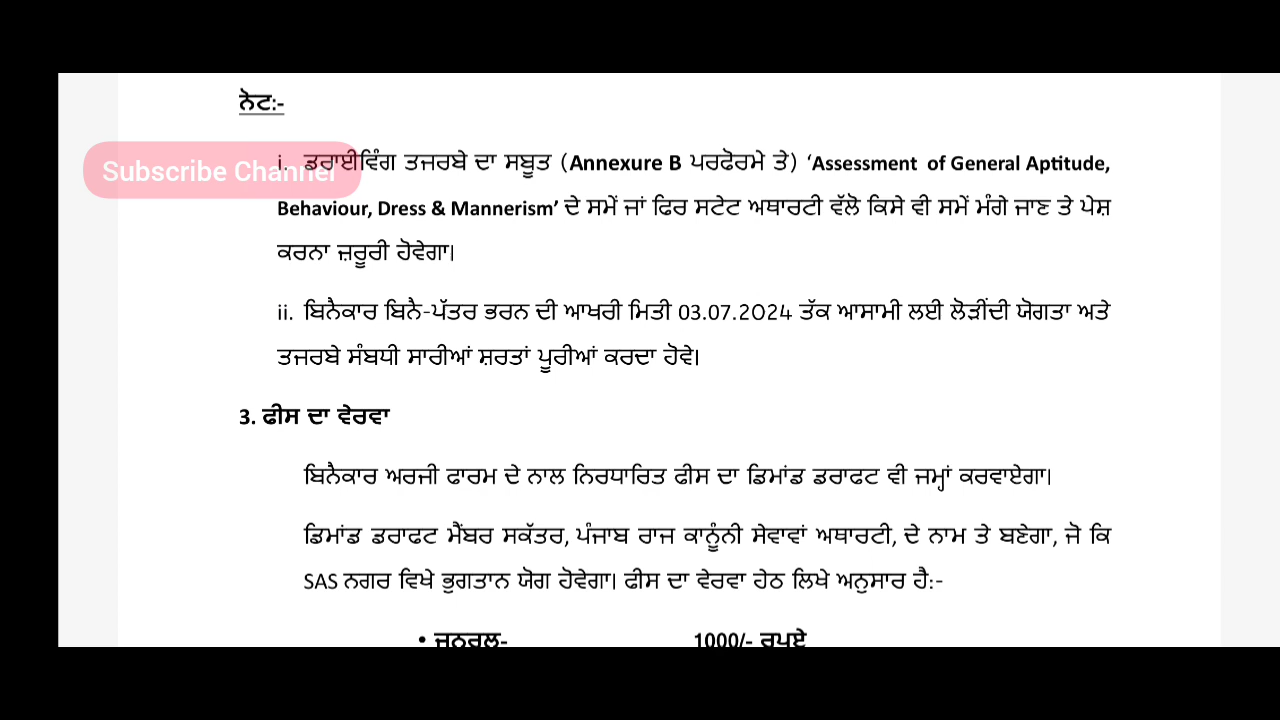 ਨੋਟ:-
Subscribe Channel
i. ਡਰਾਈਵਿੰਗ ਤਜਰਬੇ ਦਾ ਸਬੂਤ (Annexure B ਪਰਫੋਰਮੇ ਤੇ) ‘Assessment of General Aptitude,
Behaviour, Dress & Mannerism’ ਦੇ ਸਮੇਂ ਜਾਂ ਫਿਰ ਸਟੇਟ ਅਥਾਰਟੀ ਵੱਲੋ ਕਿਸੇ ਵੀ ਸਮੇਂ ਮੰਗੇ ਜਾਣ ਤੇ ਪੇਸ਼
ਕਰਨਾ ਜ਼ਰੂਰੀ ਹੋਵੇਗਾ।
ii. ਬਿਨੈਕਾਰ ਬਿਨੈ-ਪੱਤਰ ਭਰਨ ਦੀ ਆਖਰੀ ਮਿਤੀ 03.07.2024 ਤੱਕ ਆਸਾਮੀ ਲਈ ਲੋੜੀਂਦੀ ਯੋਗਤਾ ਅਤੇ
ਤਜਰਬੇ ਸੰਬਧੀ ਸਾਰੀਆਂ ਸ਼ਰਤਾਂ ਪੂਰੀਆਂ ਕਰਦਾ ਹੋਵੇ।
3. ਫੀਸ ਦਾ ਵੇਰਵਾ
ਬਿਨੈਕਾਰ ਅਰਜੀ ਫਾਰਮ ਦੇ ਨਾਲ ਨਿਰਧਾਰਿਤ ਫੀਸ ਦਾ ਡਿਮਾਂਡ ਡਰਾਫਟ ਵੀ ਜਮ੍ਹਾਂ ਕਰਵਾਏਗਾ।
ਡਿਮਾਂਡ ਡਰਾਫਟ ਮੈਂਬਰ ਸਕੱਤਰ, ਪੰਜਾਬ ਰਾਜ ਕਾਨੂੰਨੀ ਸੇਵਾਵਾਂ ਅਥਾਰਟੀ, ਦੇ ਨਾਮ ਤੇ ਬਣੇਗਾ, ਜੋ ਕਿ
SAS ਨਗਰ ਵਿਖੇ ਭੁਗਤਾਨ ਯੋਗ ਹੋਵੇਗਾ। ਫੀਸ ਦਾ ਵੇਰਵਾ ਹੇਠ ਲਿਖੇ ਅਨੁਸਾਰ ਹੈ:-
• ਜਨਰਲ- 1000/- ਰੁਪਏ